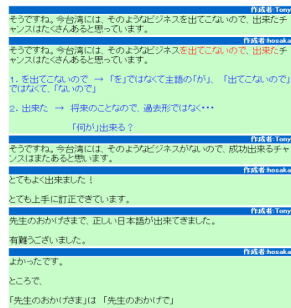 作成者:Tony
そうですね。今台湾には、そのようなビジネスを出てこないので、出来たチ
ャンスはたくさんあると思っています。
作成者:hosaka
そうですね。今台湾には、そのようなビジネスを出てこないので、出来たチ
ャンスはたくさんあると思っています。
1．を出てこないので → 「を」ではなくて主語の「が」、 「出てこないので」
ではなくて、「ないので」
2．出来た → 将来のことなので、過去形ではなく・・・
「何が」出来る？
作成者:Tony
そうですね。今台湾には、そのようなビジネスがないので、成功出来るチャ
ンスはまたあると思います。
作成者:hosaka
とてもよく出来ました！
とても上手に訂正できています。
作成者:Tony
先生のおかげさまで、正しい日本語が出来てきました。
有難うございました。
作成者:hosaka
よかったです。
ところで、
「先生のおかげさま」は 「先生のおかげで」